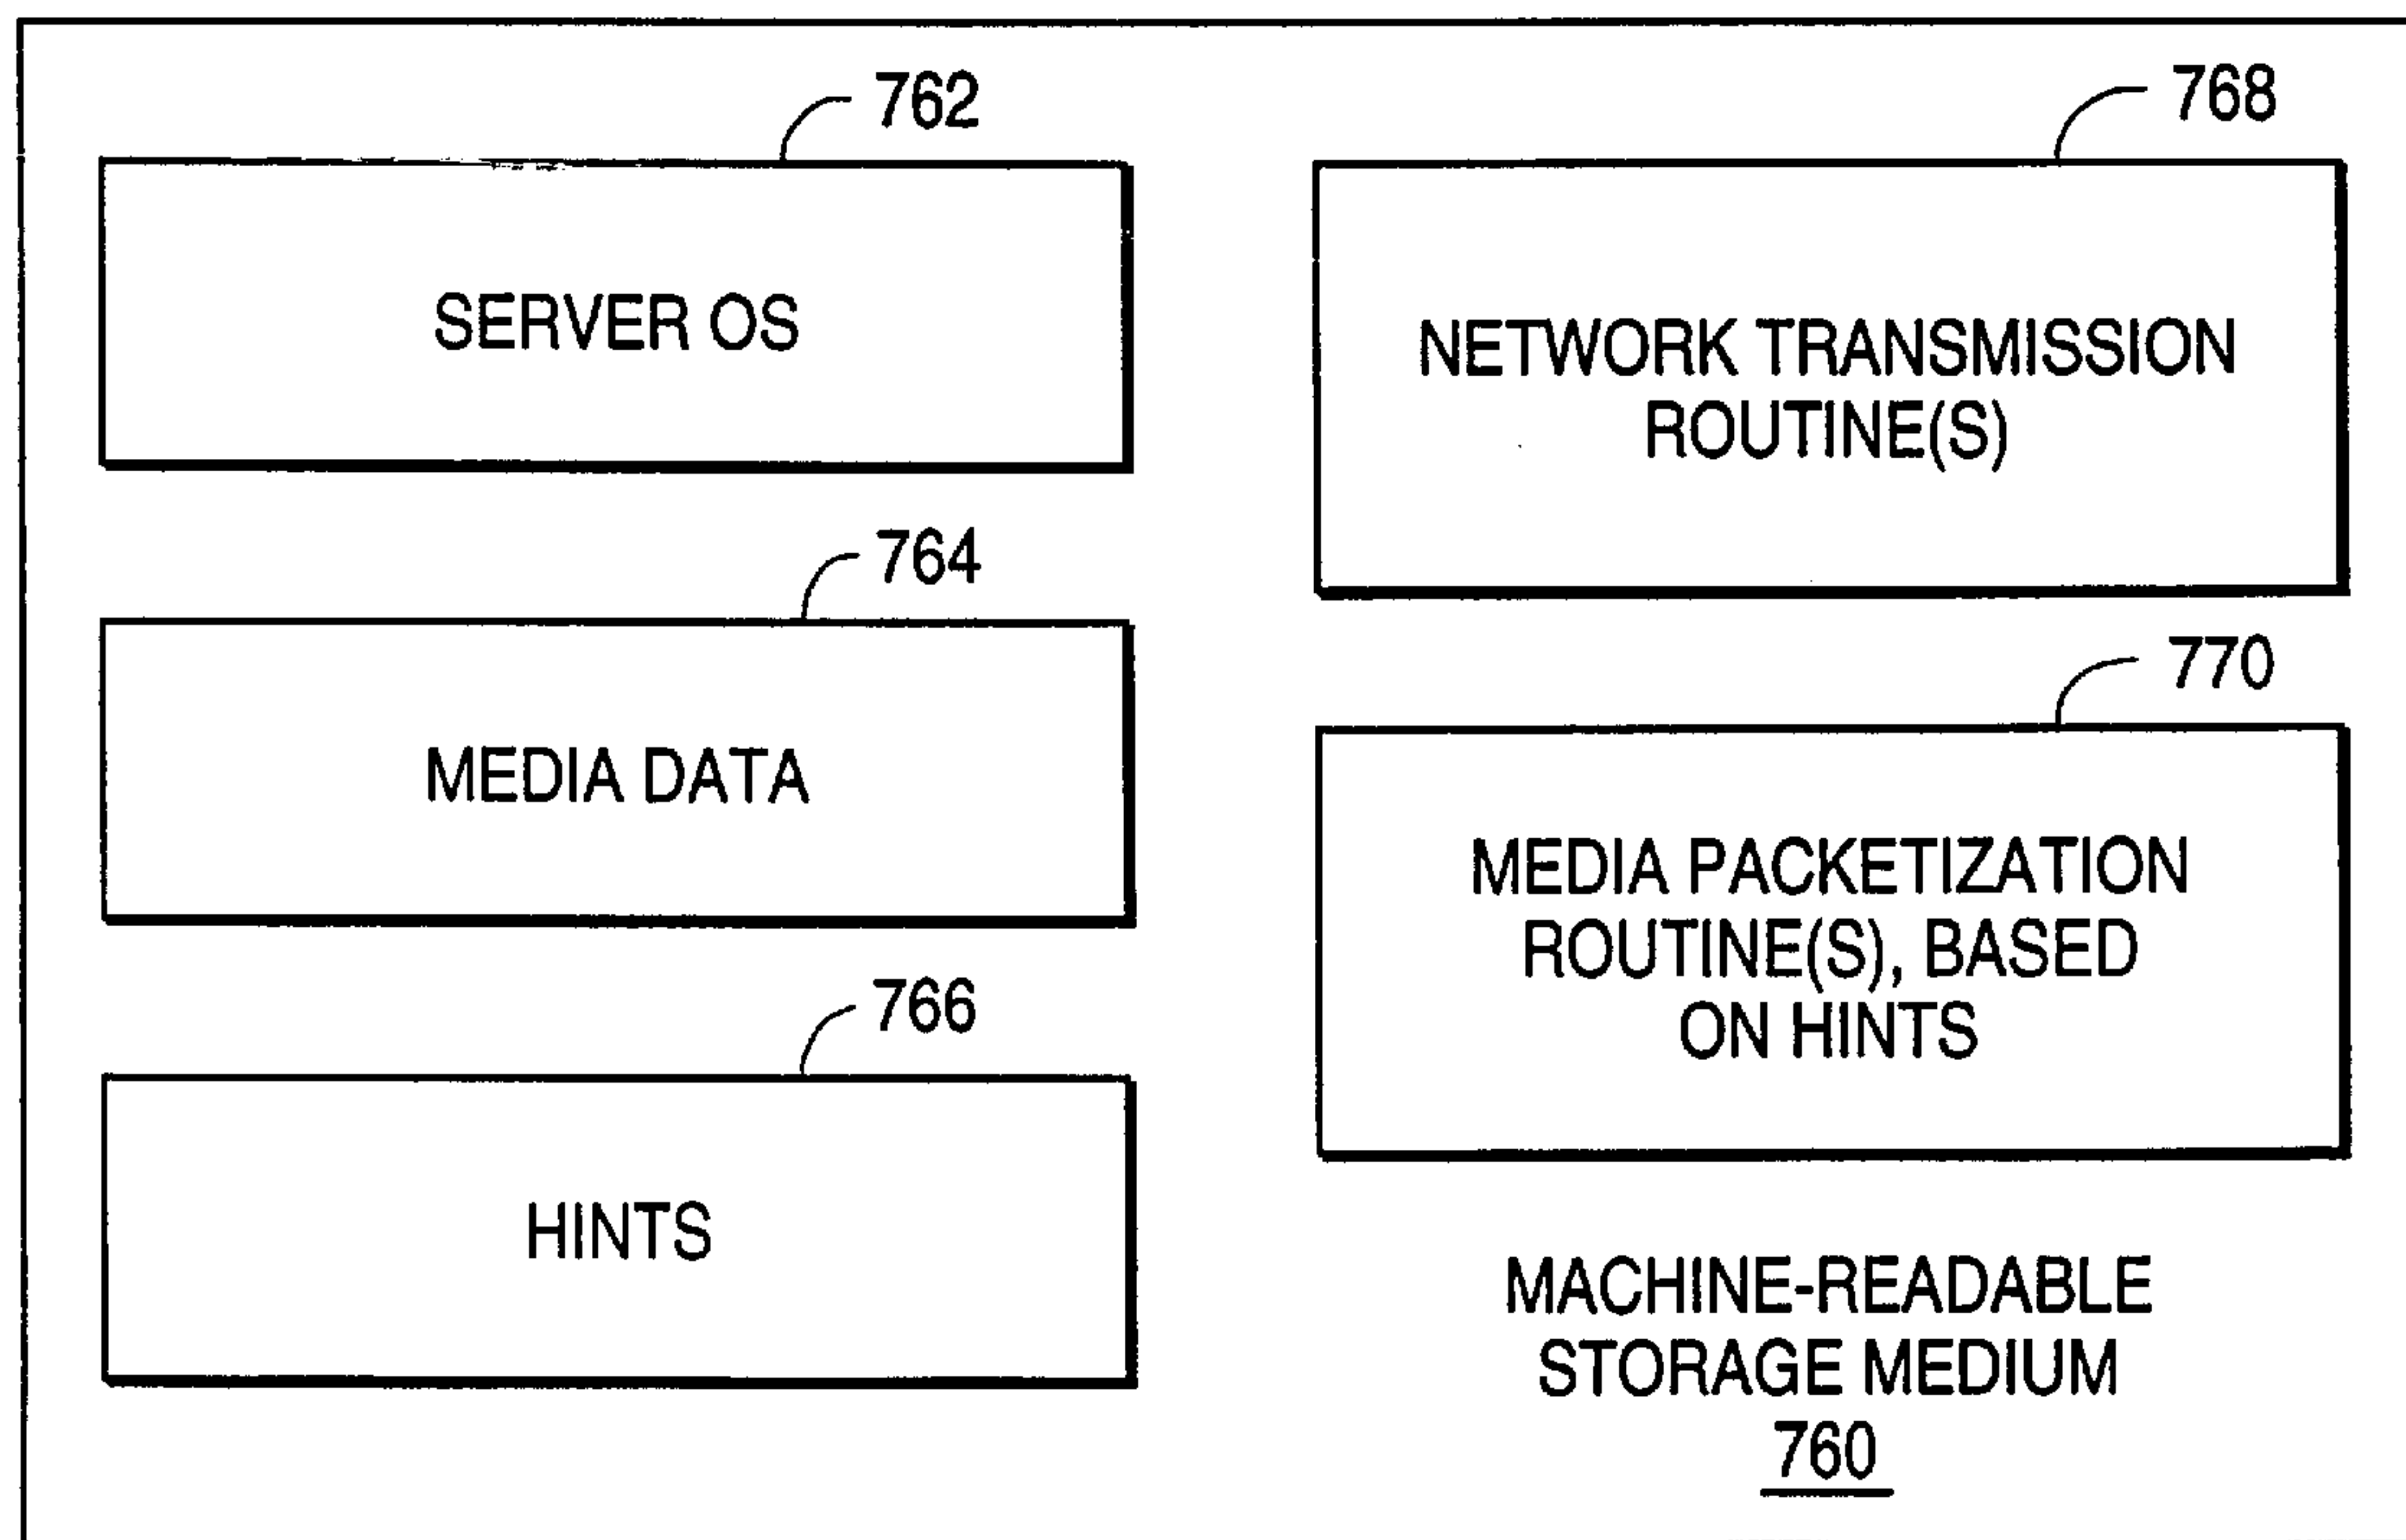 762
SERVER OS
764
MEDIA DATA
766
HINTS
768
NETWORK TRANSMISSION
ROUTINE(S)
770
MEDIA PACKETIZATION
ROUTINE(S), BASED
ON HINTS
MACHINE-READABLE
STORAGE MEDIUM
760